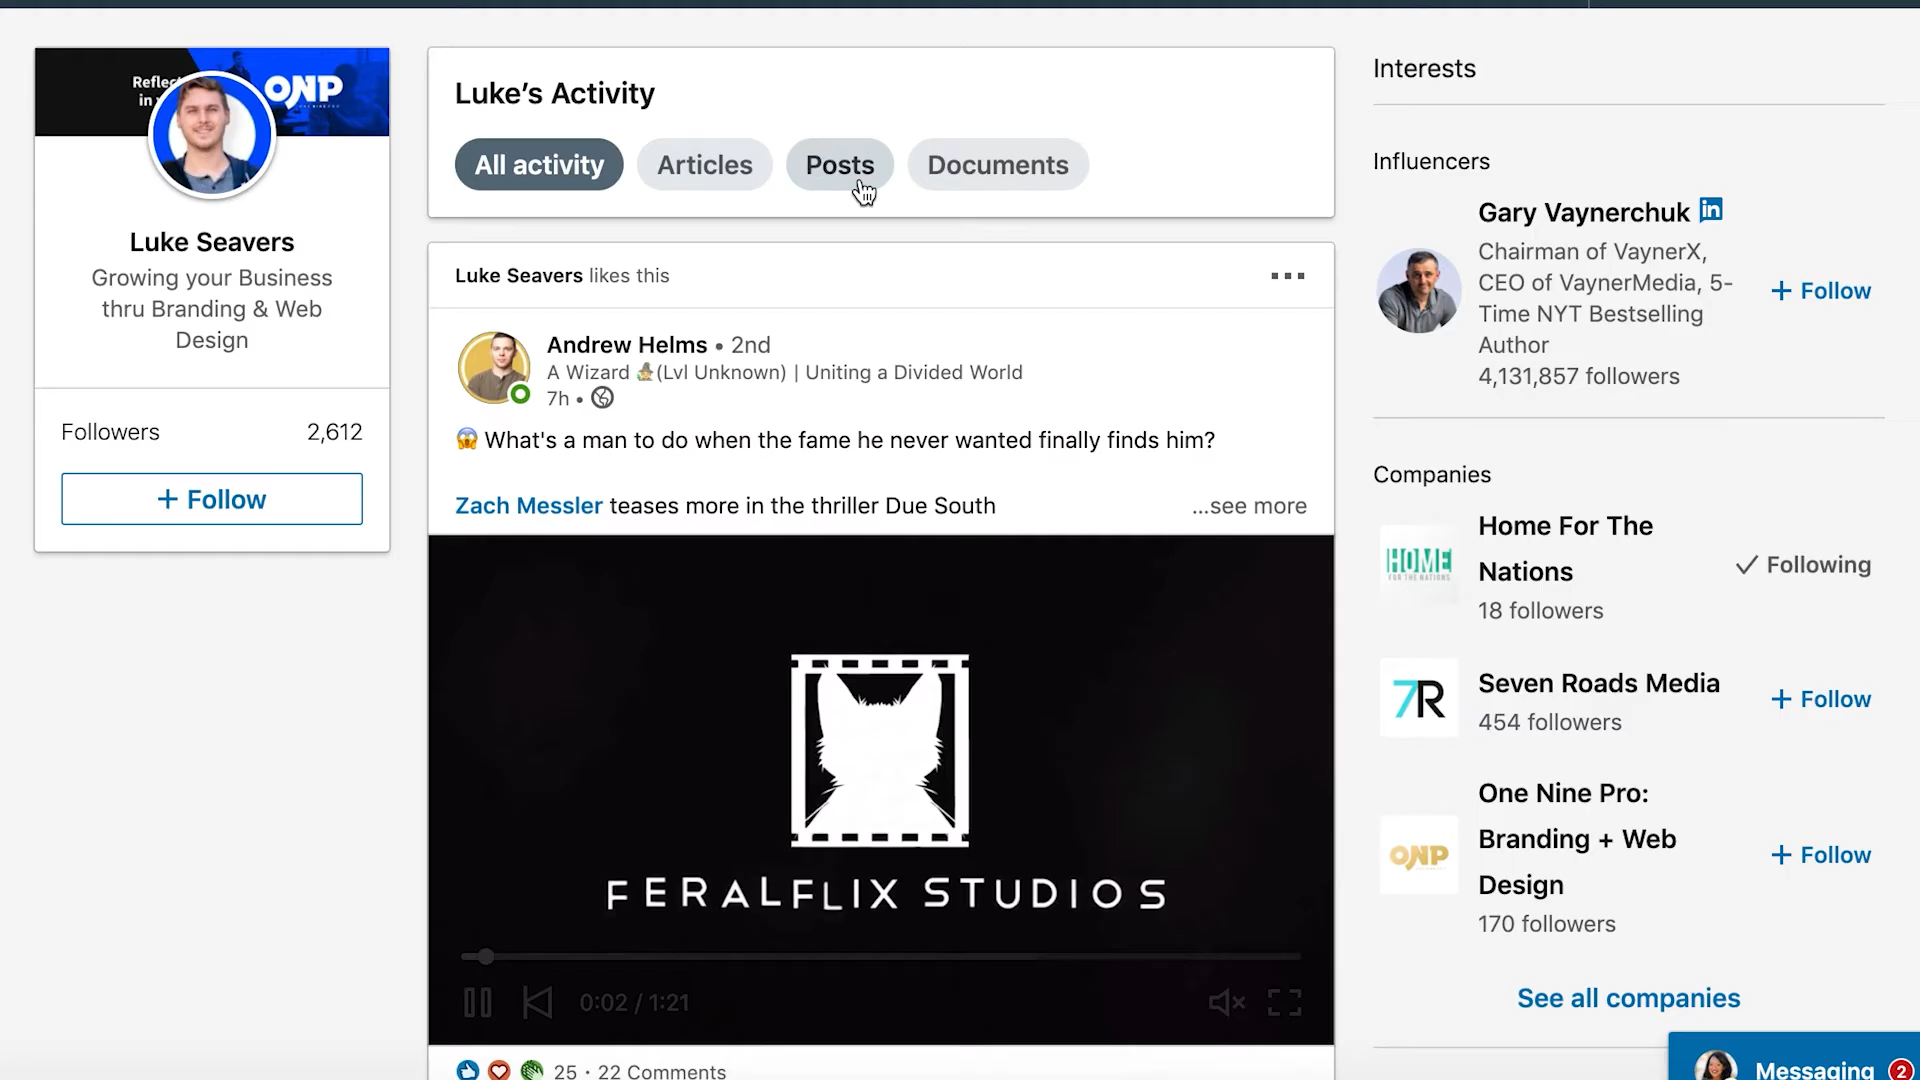 Reflect
in
ONP
Luke Seavers
Growing your Business
thru Branding & Web
Design
Followers 2,612
+ Follow
Luke's Activity
All activity Articles Posts Documents
Luke Seavers likes this
Andrew Helms • 2nd
A Wizard 🧙(Lvl Unknown) | Uniting a Divided World
7h •
😱 What's a man to do when the fame he never wanted finally finds him?
Zach Messler teases more in the thriller Due South ...see more
FERALFLIX STUDIOS
0:02 / 1:21
25 · 22 Comments
Interests
Influencers
Gary Vaynerchuk in
Chairman of VaynerX,
CEO of VaynerMedia, 5-
Time NYT Bestselling
Author
4,131,857 followers
+ Follow
Companies
HOME
FOR THE NATIONS
Home For The
Nations
18 followers
Following
7R
Seven Roads Media
454 followers
+ Follow
ONP
One Nine Pro:
Branding + Web
Design
170 followers
+ Follow
See all companies
Messaging 2